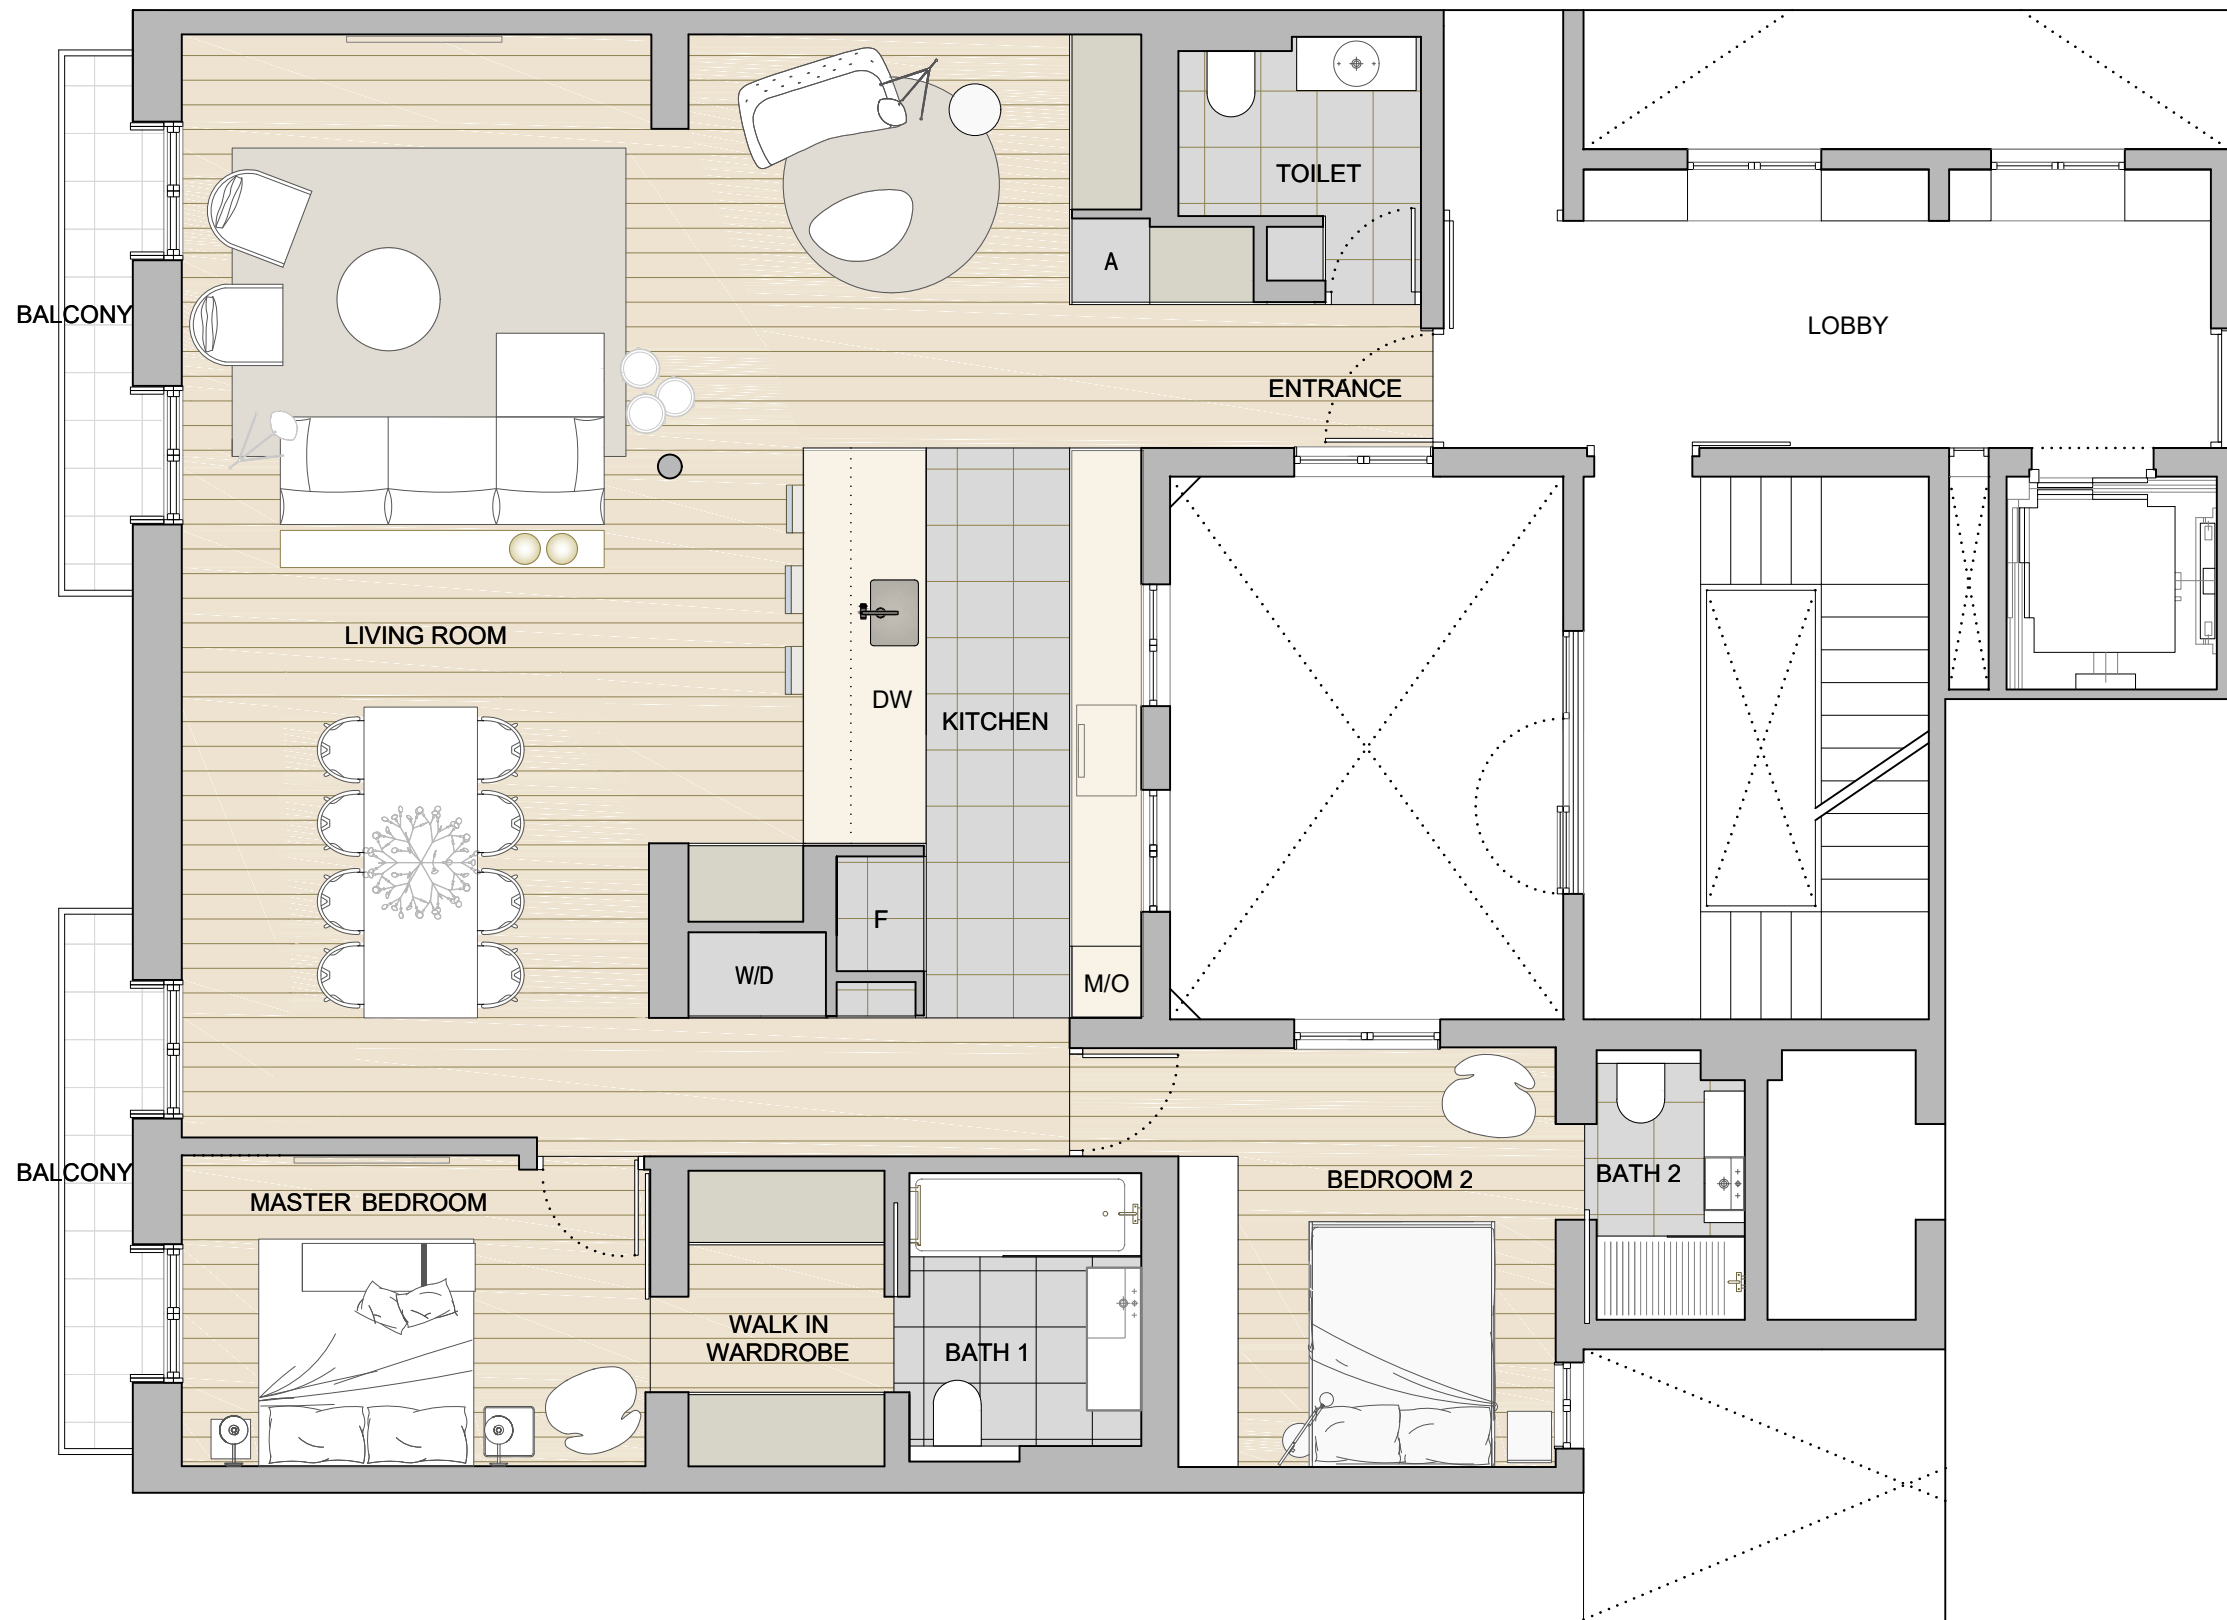 TOILET
A
BALCONY
LOBBY
ENTRANCE
LIVING ROOM
DW
KITCHEN
F
W/D
M/O
BALCONY
MASTER BEDROOM
BEDROOM 2
BATH 2
WALK IN
WARDROBE
BATH 1